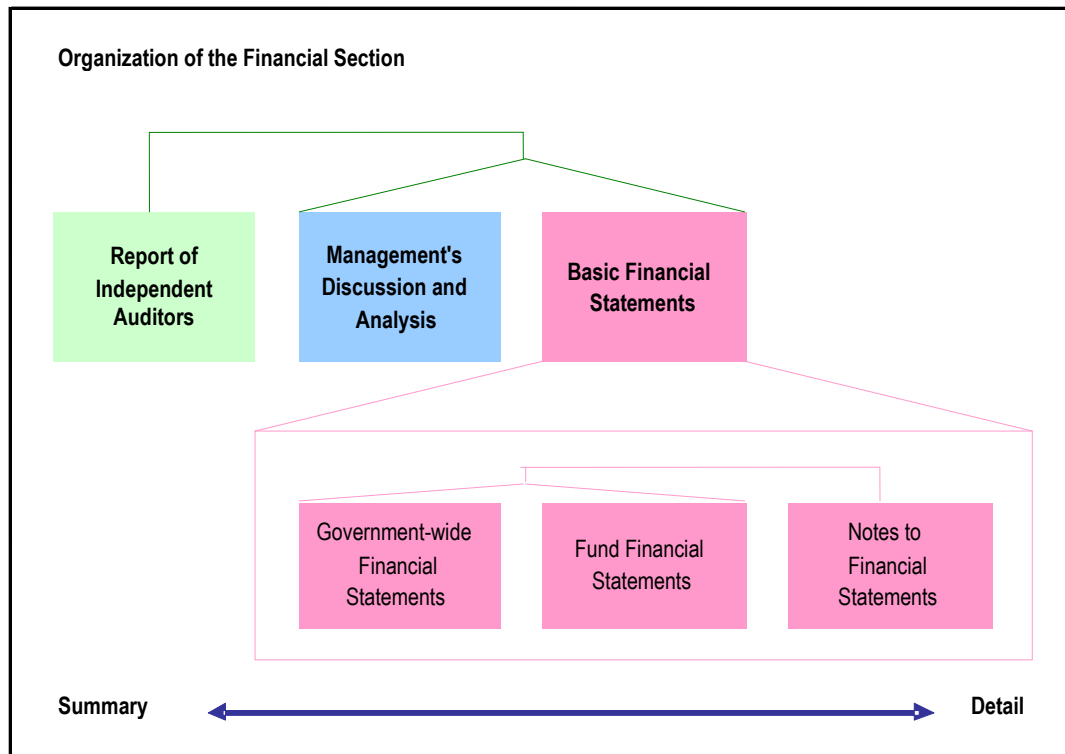 Organization of the Financial Section
Report of
Independent
Auditors
Management's
Discussion and
Analysis
Basic Financial
Statements
Government-wide
Financial
Statements
Fund Financial
Statements
Notes to
Financial
Statements
Summary
Detail